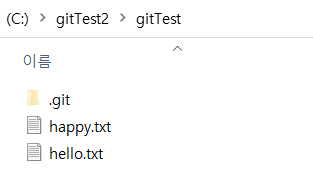 (C:) > gitTest2 > gitTest
이름
.git
happy.txt
hello.txt